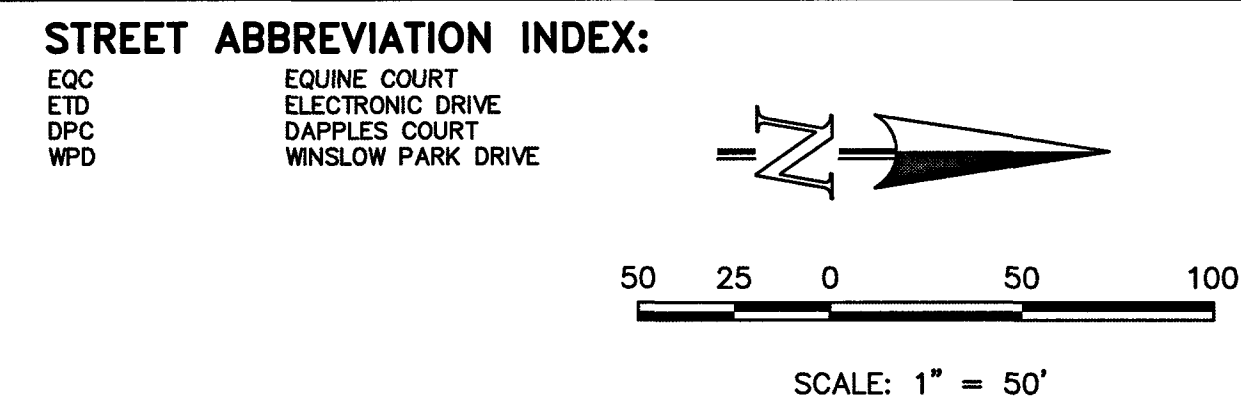 STREET ABBREVIATION INDEX:
EQC EQUINE COURT
ETD ELECTRONIC DRIVE
DPC DAPPLES COURT
WPD WINSLOW PARK DRIVE
N
50 25 0 50 100
SCALE: 1" = 50'